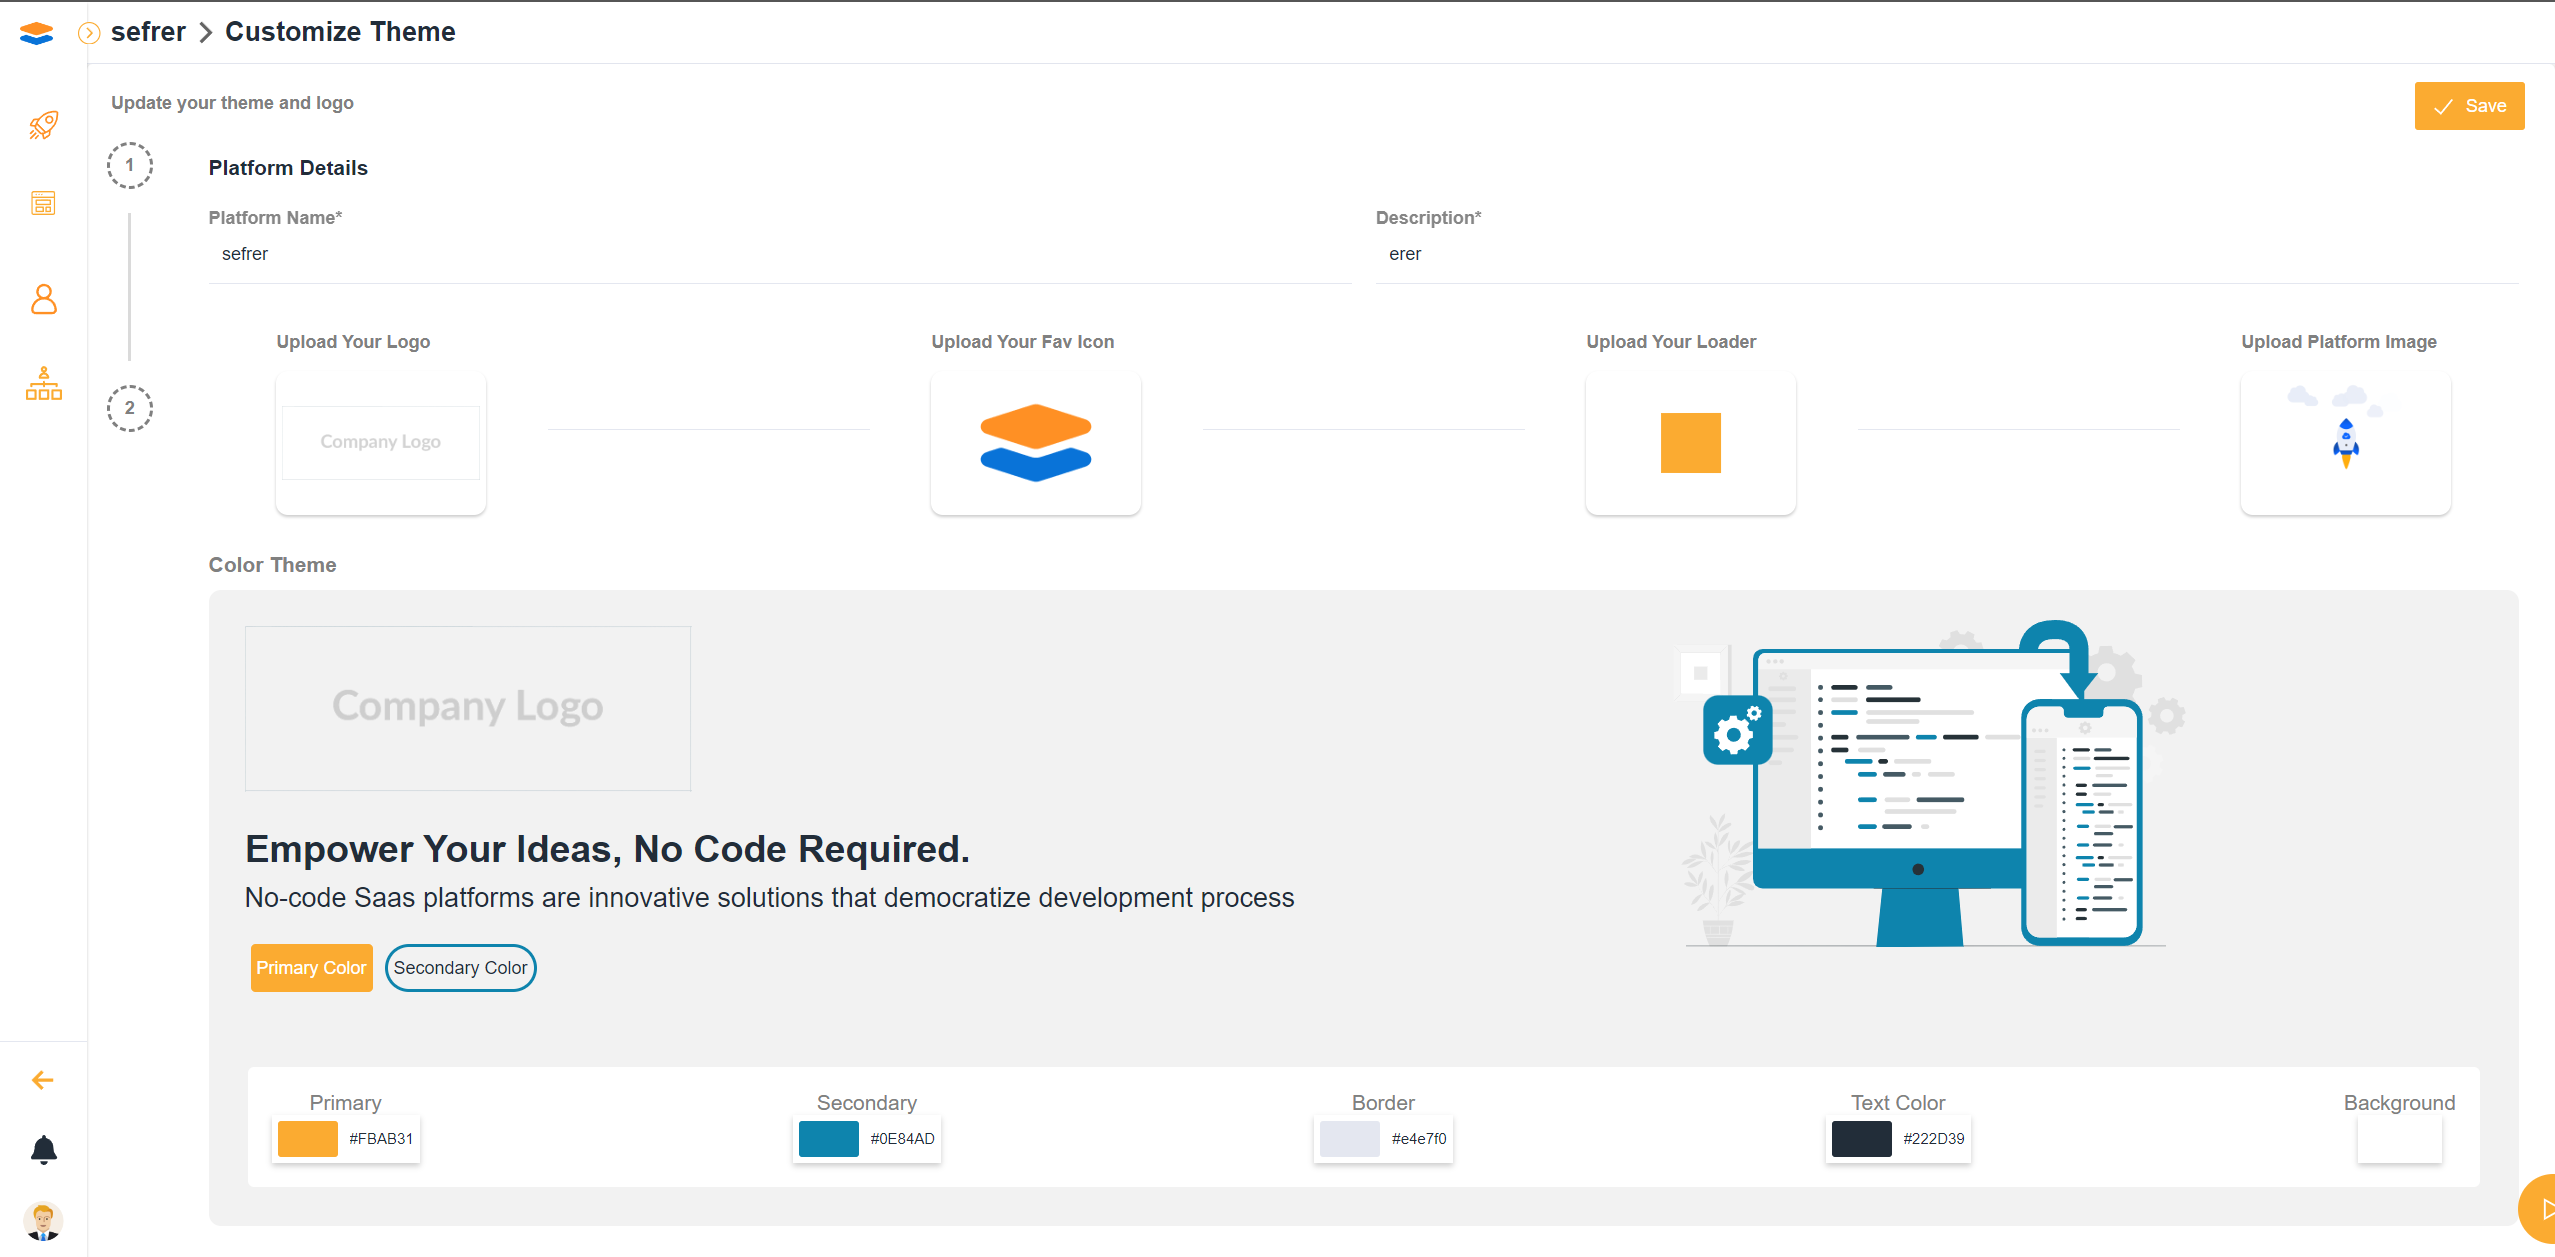 sefrer > Customize Theme
Update your theme and logo
Save
1
Platform Details
Platform Name*
Description*
sefrer
erer
Upload Your Logo
Upload Your Fav Icon
Upload Your Loader
Upload Platform Image
2
Company Logo
Color Theme
Company Logo
Empower Your Ideas, No Code Required.
No-code Saas platforms are innovative solutions that democratize development process
Primary Color
Secondary Color
Primary
Secondary
Border
Text Color
Background
#FBAB31
#0E84AD
#e4e7f0
#222D39